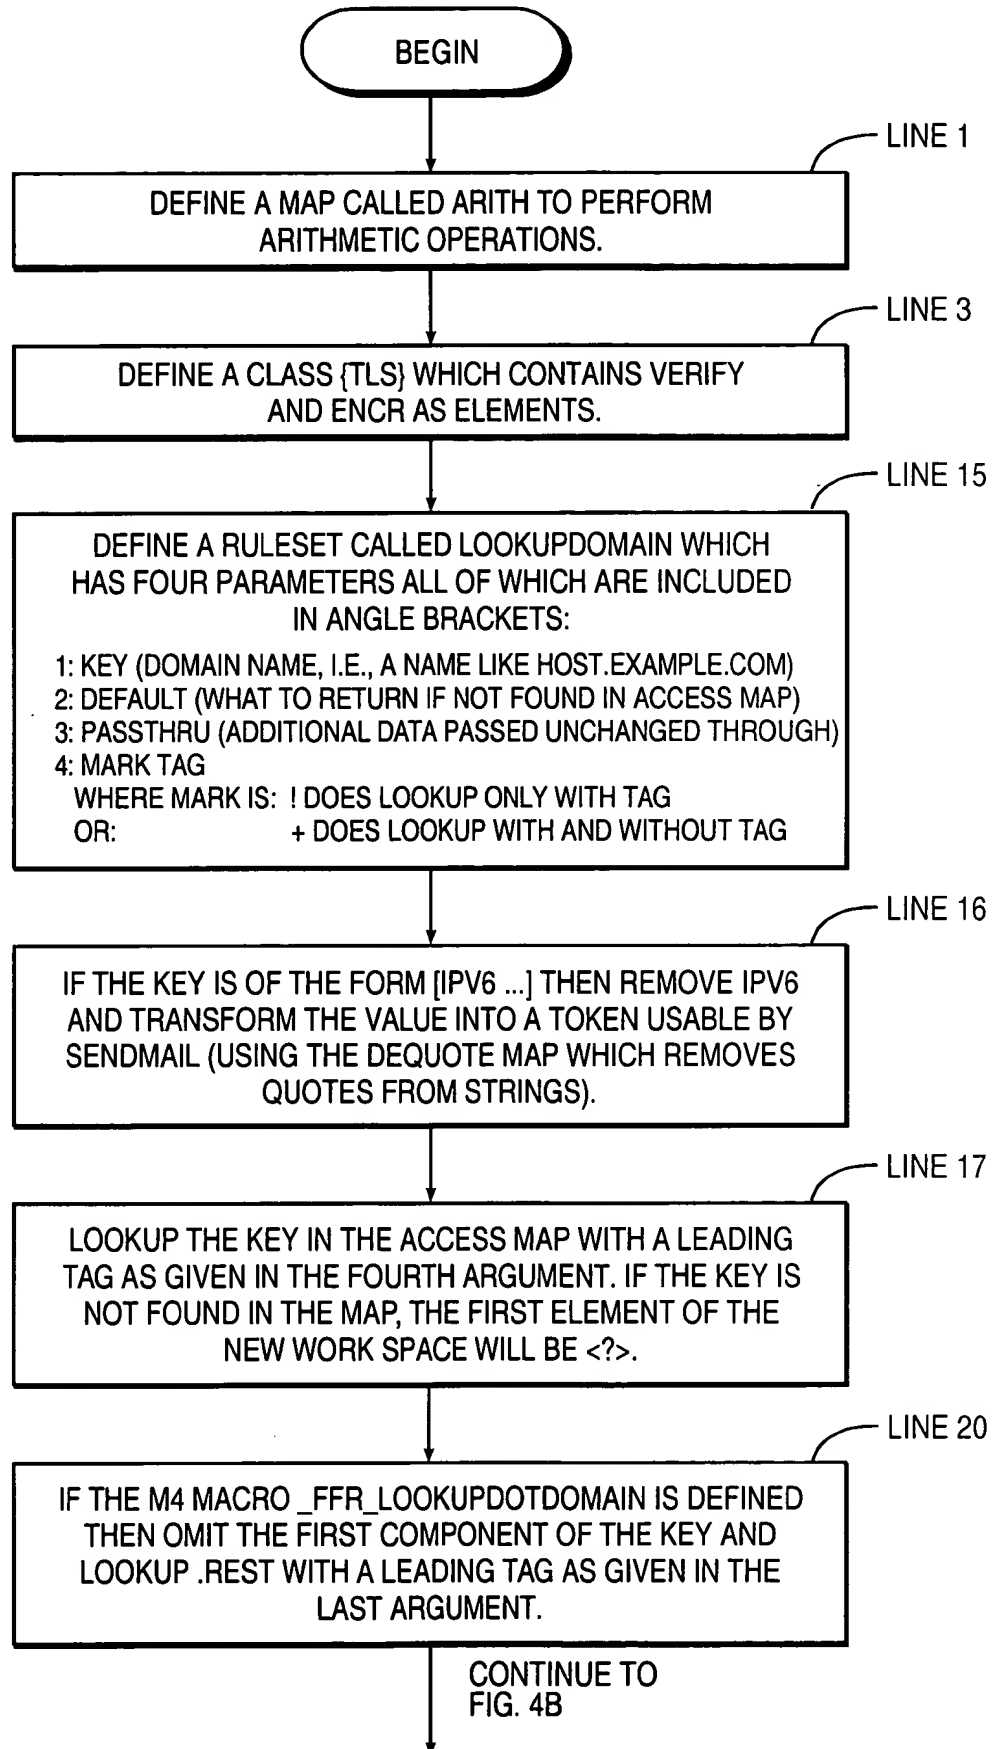 BEGIN
LINE 1
DEFINE A MAP CALLED ARITH TO PERFORM
ARITHMETIC OPERATIONS.
LINE 3
DEFINE A CLASS {TLS} WHICH CONTAINS VERIFY
AND ENCR AS ELEMENTS.
LINE 15
DEFINE A RULESET CALLED LOOKUPDOMAIN WHICH
HAS FOUR PARAMETERS ALL OF WHICH ARE INCLUDED
IN ANGLE BRACKETS:
1: KEY (DOMAIN NAME, I.E., A NAME LIKE HOST.EXAMPLE.COM)
2: DEFAULT (WHAT TO RETURN IF NOT FOUND IN ACCESS MAP)
3: PASSTHRU (ADDITIONAL DATA PASSED UNCHANGED THROUGH)
4: MARK TAG
WHERE MARK IS: ! DOES LOOKUP ONLY WITH TAG
OR: + DOES LOOKUP WITH AND WITHOUT TAG
LINE 16
IF THE KEY IS OF THE FORM [IPV6 ...] THEN REMOVE IPV6
AND TRANSFORM THE VALUE INTO A TOKEN USABLE BY
SENDMAIL (USING THE DEQUOTE MAP WHICH REMOVES
QUOTES FROM STRINGS).
LINE 17
LOOKUP THE KEY IN THE ACCESS MAP WITH A LEADING
TAG AS GIVEN IN THE FOURTH ARGUMENT. IF THE KEY IS
NOT FOUND IN THE MAP, THE FIRST ELEMENT OF THE
NEW WORK SPACE WILL BE <?>.
LINE 20
IF THE M4 MACRO _FFR_LOOKUPDOTDOMAIN IS DEFINED
THEN OMIT THE FIRST COMPONENT OF THE KEY AND
LOOKUP .REST WITH A LEADING TAG AS GIVEN IN THE
LAST ARGUMENT.
CONTINUE TO
FIG. 4B